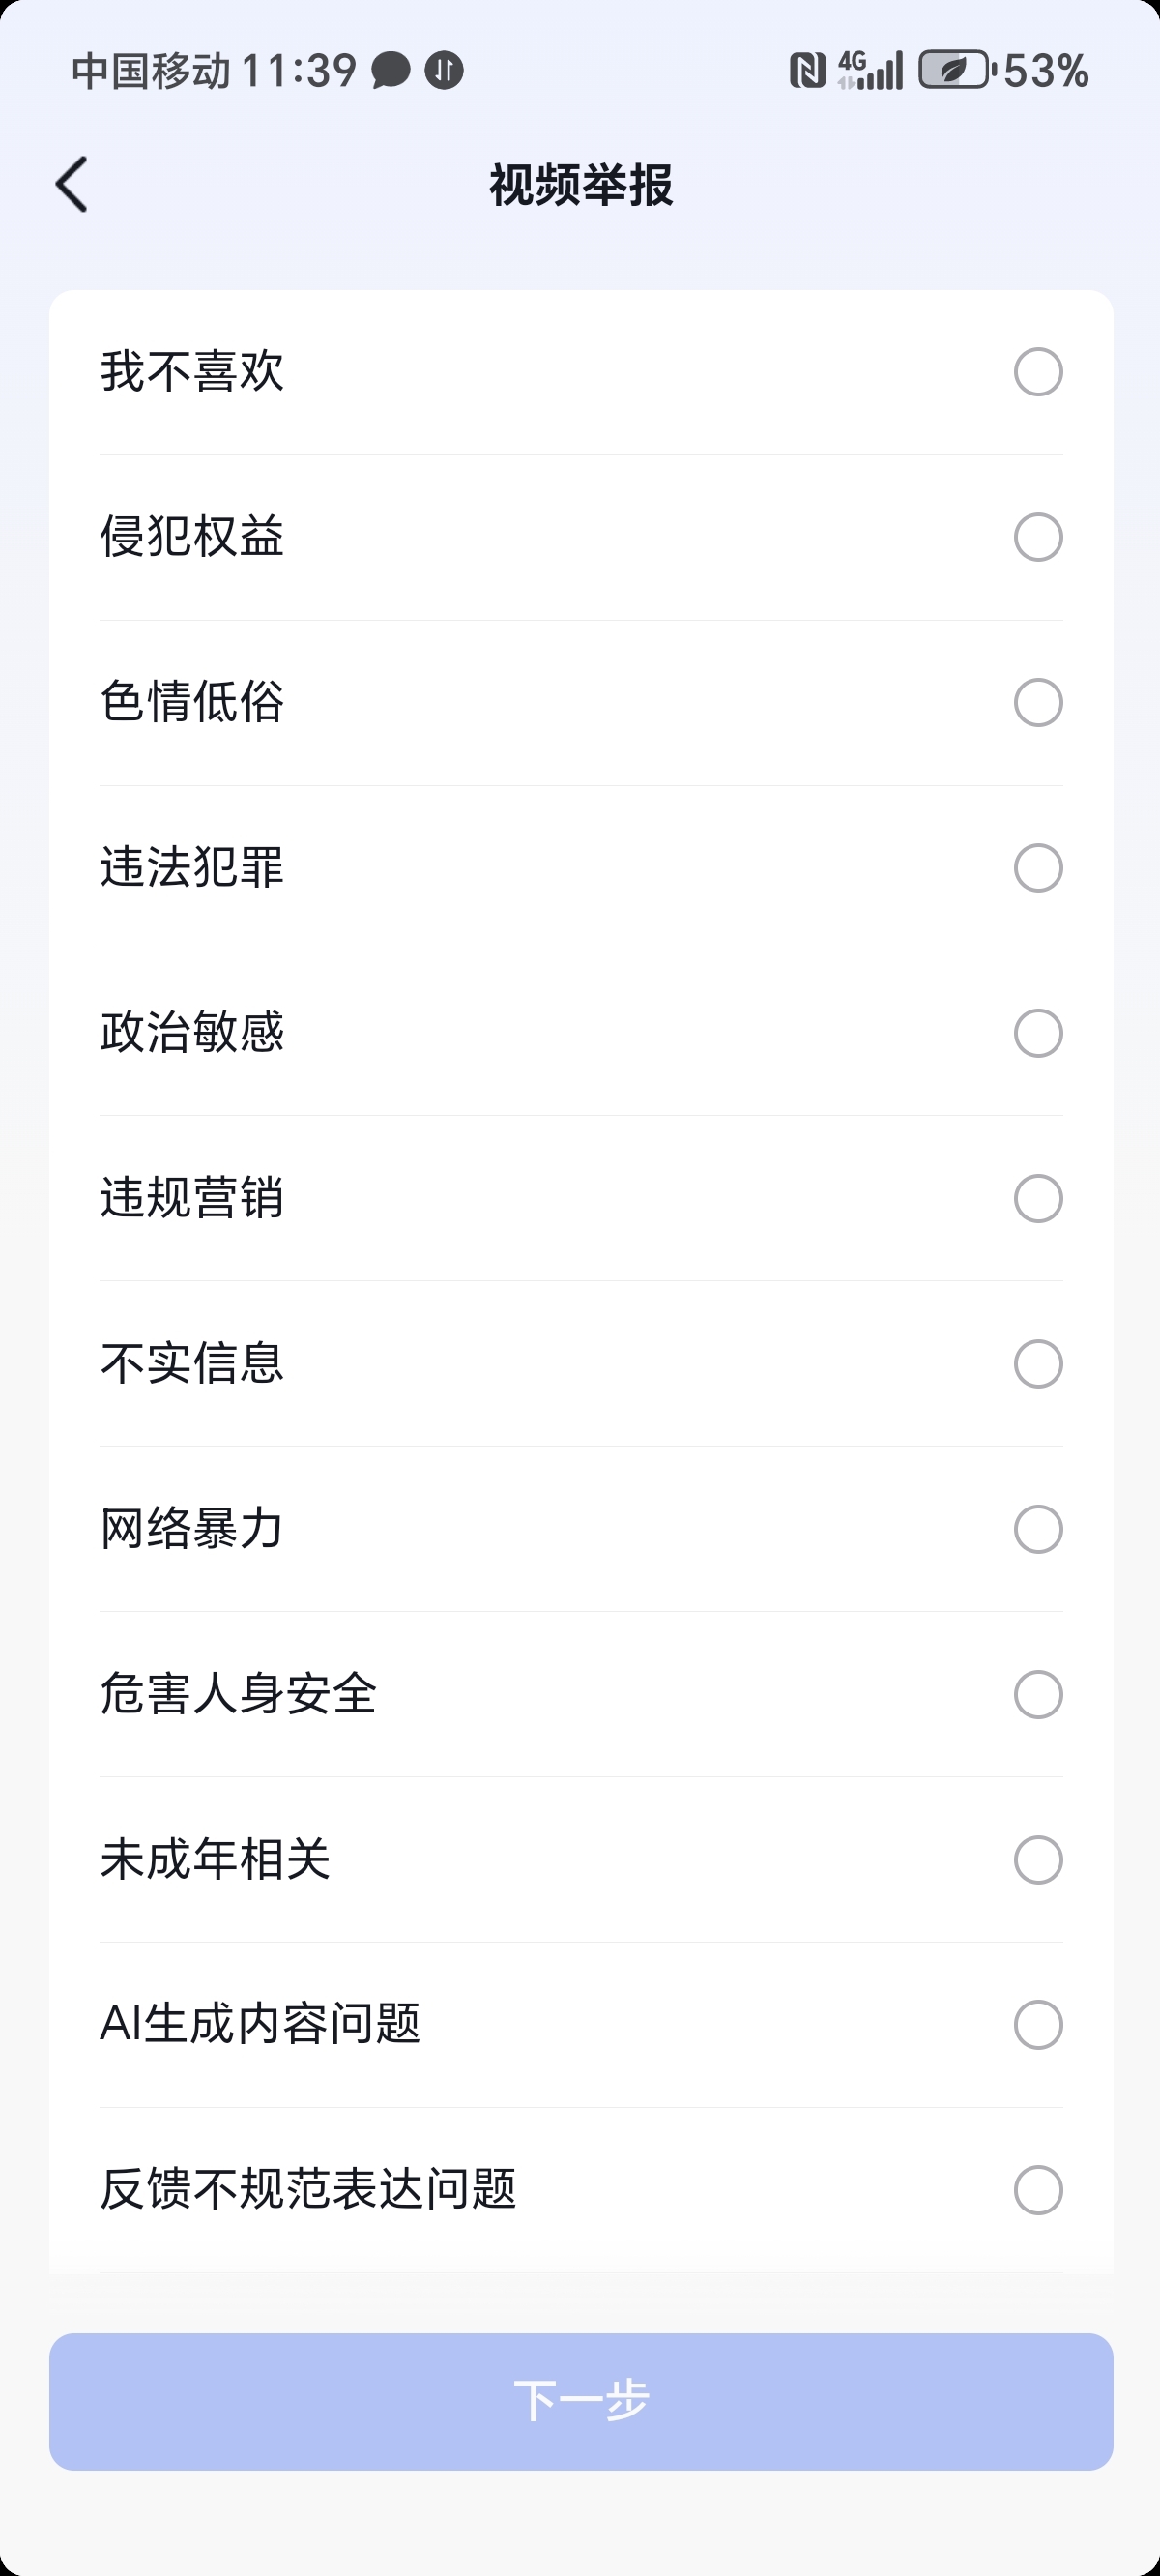 中国移动 11:39 4G 53%
视频举报
我不喜欢
侵犯权益
色情低俗
违法犯罪
政治敏感
违规营销
不实信息
网络暴力
危害人身安全
未成年相关
AI生成内容问题
反馈不规范表达问题
下一步